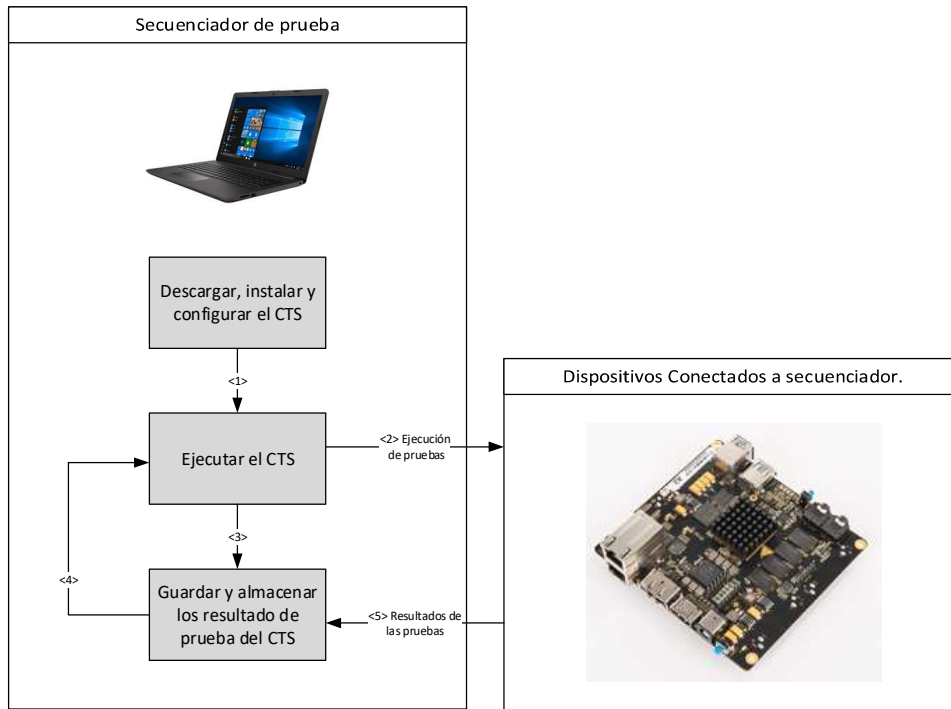 Secuenciador de prueba
Descargar, instalar y
configurar el CTS
<1>
Ejecutar el CTS
<2> Ejecución
de pruebas
<3>
<4>
Guardar y almacenar
los resultado de
prueba del CTS
<5> Resultados de
las pruebas
Dispositivos Conectados a secuenciador.